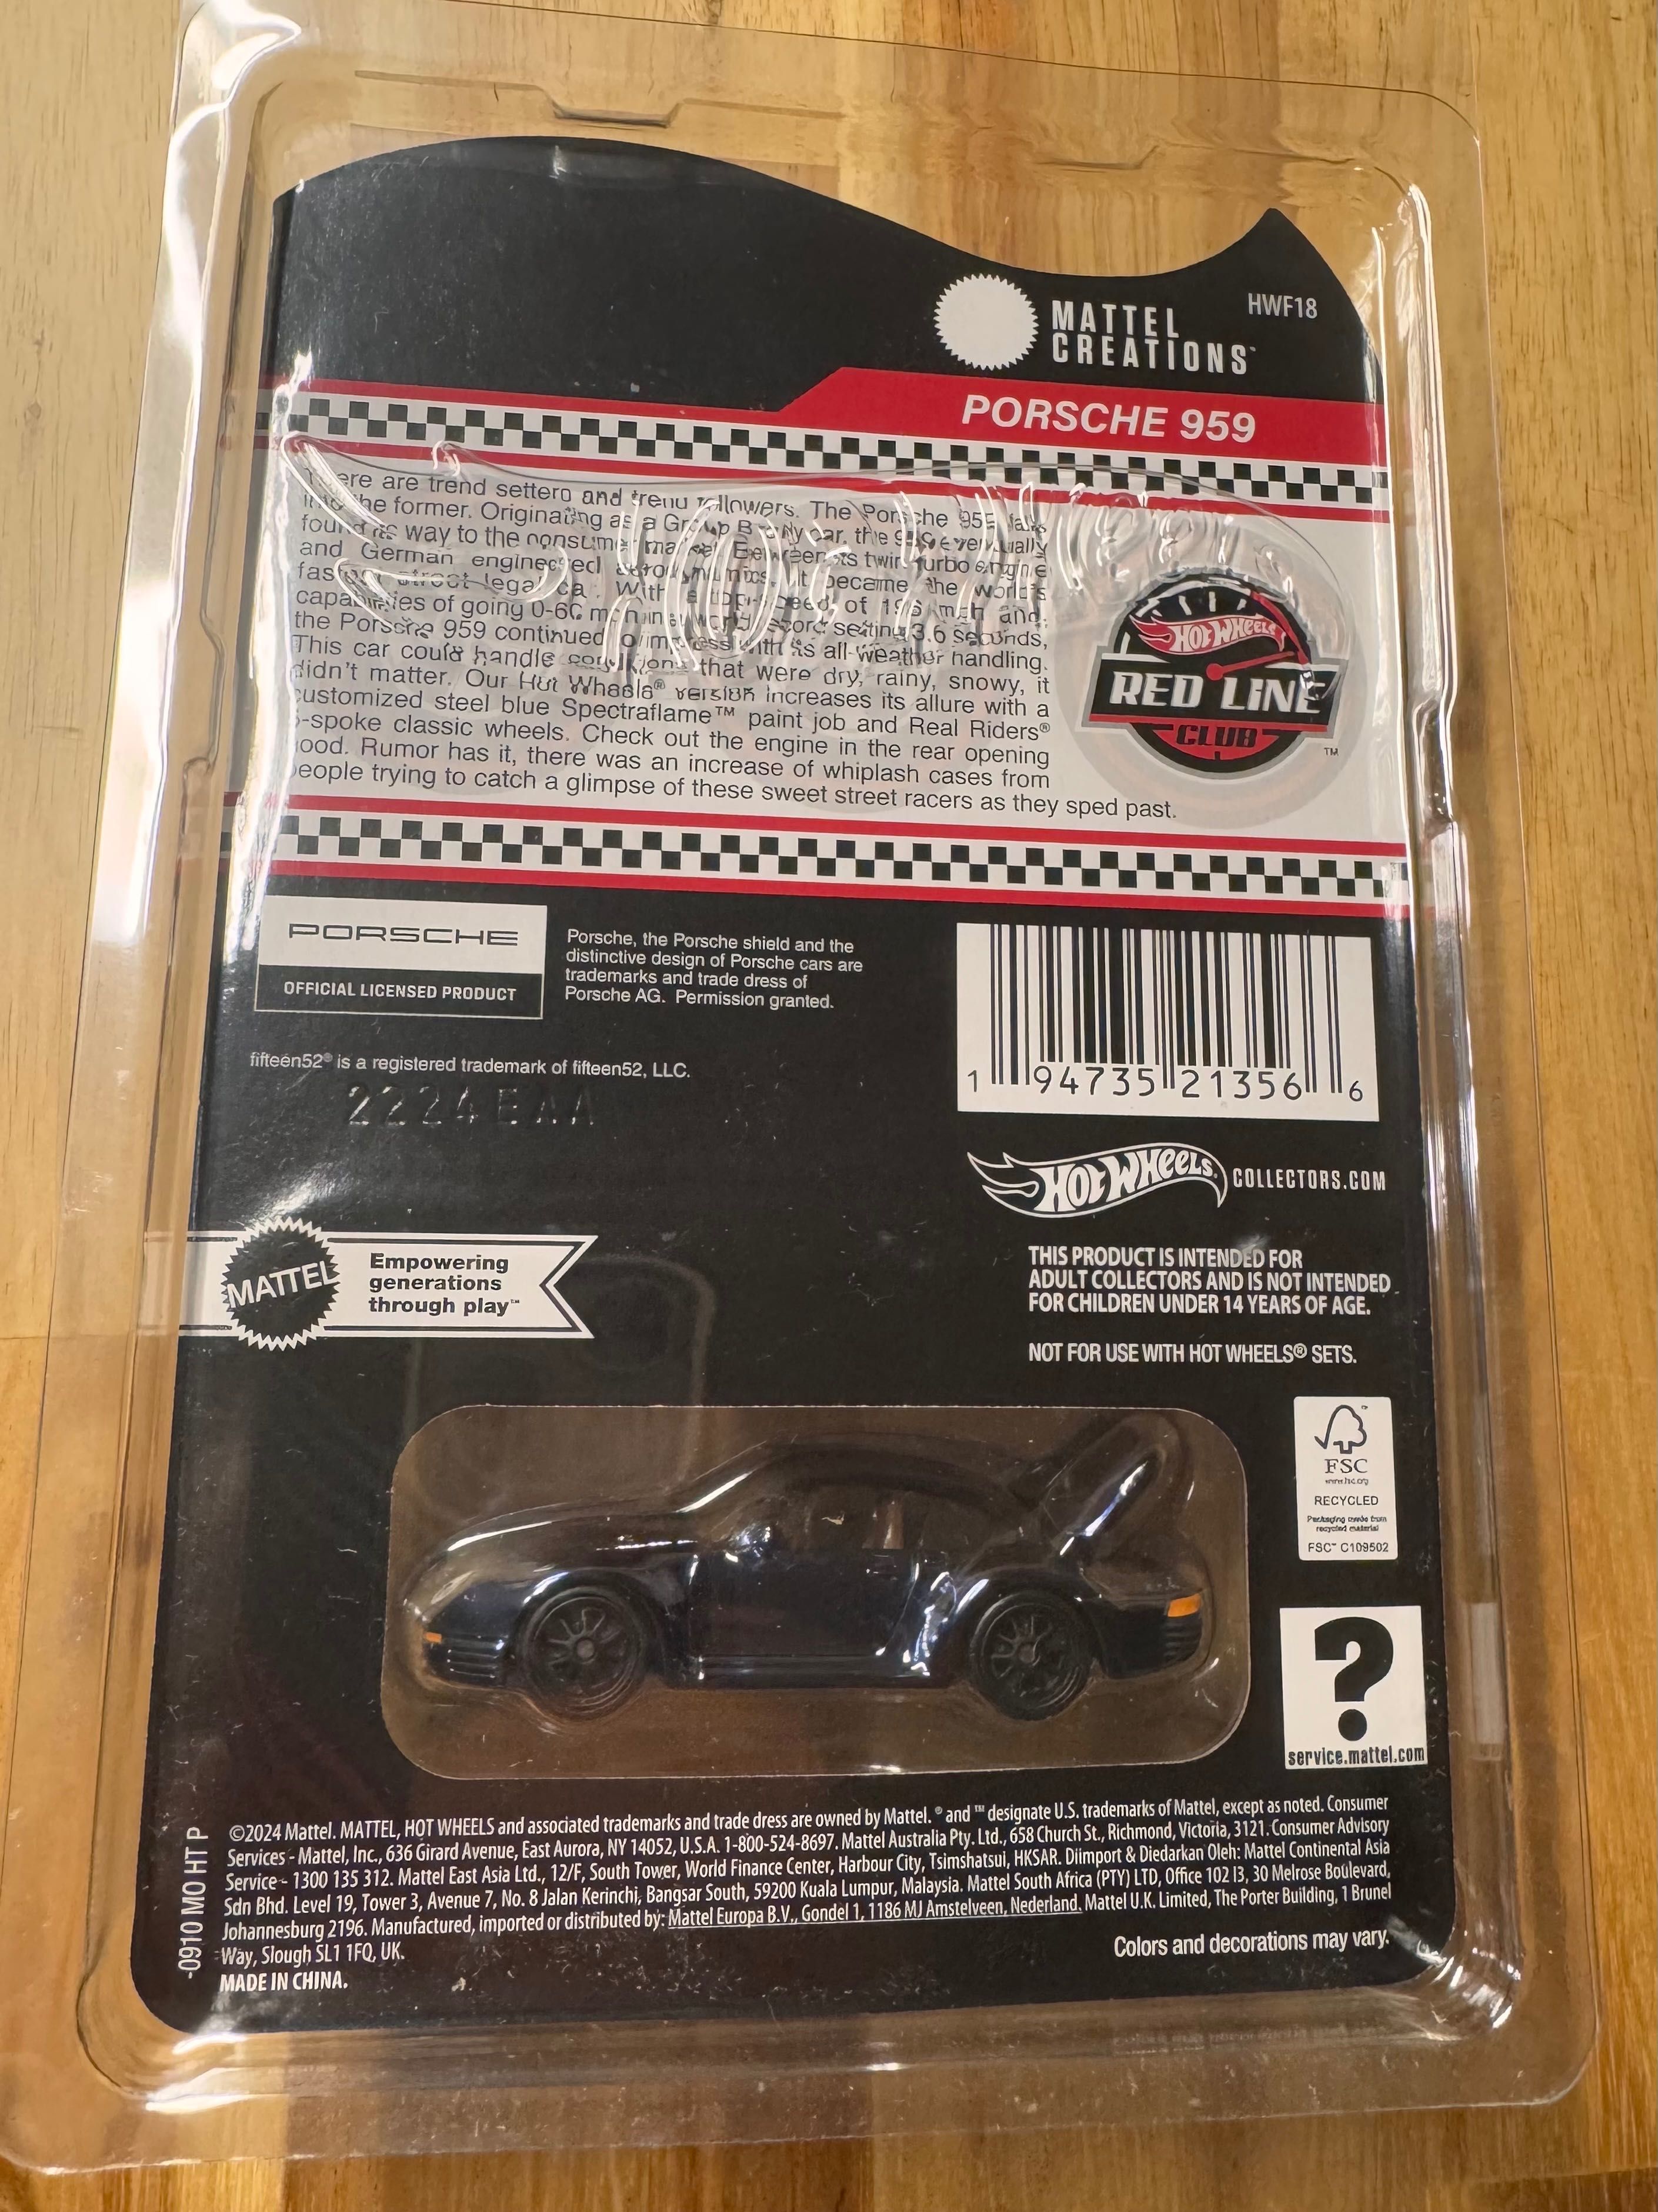 HWF18
MATTEL
CREATIONS™
PORSCHE 959
There are trend setters and trend followers. The Porsche 959 falls
into the former. Originating as a Group B rally car, the 959 eventually
found its way to the consumer market. Between its twin turbo engine
and German engineered aerodynamics, it became the world's
fastest street-legal car. With a top-speed of 196 mph and
capabilities of going 0-60 mph in world record setting 3.6 seconds,
the Porsche 959 continued to impress with its all-weather handling.
This car could handle conditions that were dry, rainy, snowy, it
didn't matter. Our Hot Wheels® version increases its allure with a
customized steel blue Spectraflame™ paint job and Real Riders®
-spoke classic wheels. Check out the engine in the rear opening
hood. Rumor has it, there was an increase of whiplash cases from
people trying to catch a glimpse of these sweet street racers as they sped past.
HOT WHEELS
RED LINE
CLUB
™
PORSCHE
OFFICIAL LICENSED PRODUCT
Porsche, the Porsche shield and the
distinctive design of Porsche cars are
trademarks and trade dress of
Porsche AG. Permission granted.
fifteen52® is a registered trademark of fifteen52, LLC.
2224EAA
1 94735 21356 6
HOT WHEELS COLLECTORS.COM
MATTEL
Empowering
generations
through play™
THIS PRODUCT IS INTENDED FOR
ADULT COLLECTORS AND IS NOT INTENDED
FOR CHILDREN UNDER 14 YEARS OF AGE.
NOT FOR USE WITH HOT WHEELS® SETS.
FSC
www.fsc.org
RECYCLED
Packaging made from
recycled material
FSC™ C109502
?
service.mattel.com
-0910 MO HT P
©2024 Mattel. MATTEL, HOT WHEELS and associated trademarks and trade dress are owned by Mattel. ® and ™ designate U.S. trademarks of Mattel, except as noted. Consumer
Services - Mattel, Inc., 636 Girard Avenue, East Aurora, NY 14052, U.S.A. 1-800-524-8697. Mattel Australia Pty. Ltd., 658 Church St., Richmond, Victoria, 3121. Consumer Advisory
Service - 1300 135 312. Mattel East Asia Ltd., 12/F, South Tower, World Finance Center, Harbour City, Tsimshatsui, HKSAR. Diimport & Diedarkan Oleh: Mattel Continental Asia
Sdn Bhd. Level 19, Tower 3, Avenue 7, No. 8 Jalan Kerinchi, Bangsar South, 59200 Kuala Lumpur, Malaysia. Mattel South Africa (PTY) LTD, Office 102 I3, 30 Melrose Boulevard,
Johannesburg 2196. Manufactured, imported or distributed by: Mattel Europa B.V., Gondel 1, 1186 MJ Amstelveen, Nederland. Mattel U.K. Limited, The Porter Building, 1 Brunel
Way, Slough SL1 1FQ, UK.
MADE IN CHINA.
Colors and decorations may vary.